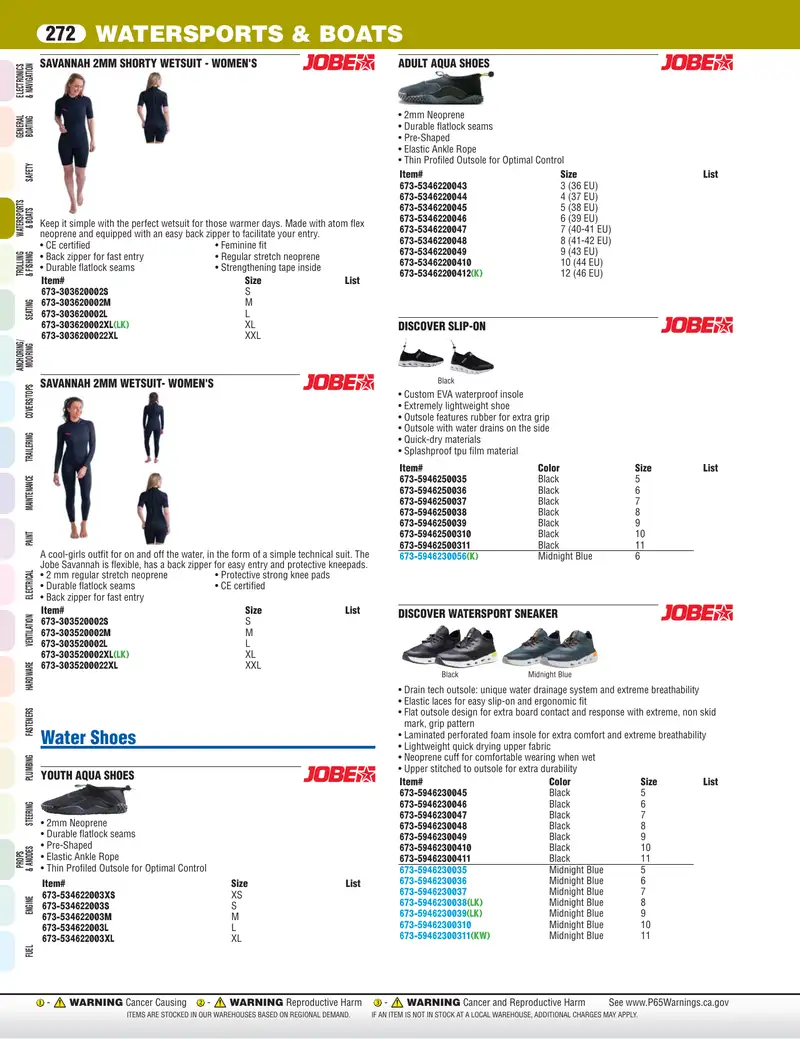 272 WATERSPORTS & BOATS
ELECTRONICS
& NAVIGATION
GENERAL
BOATING
SAFETY
WATERSPORTS
& BOATS
TROLLING
& FISHING
SEATING
ANCHORING/
MOORING
COVERS/TOPS
TRAILERING
MAINTENANCE
PAINT
ELECTRICAL
VENTILATION
HARDWARE
FASTENERS
PLUMBING
STEERING
PROPS
& ANODES
ENGINE
FUEL
SAVANNAH 2MM SHORTY WETSUIT - WOMEN'S JOBE
Keep it simple with the perfect wetsuit for those warmer days. Made with atom flex
neoprene and equipped with an easy back zipper to facilitate your entry.
• CE certified • Feminine fit
• Back zipper for fast entry • Regular stretch neoprene
• Durable flatlock seams • Strengthening tape inside
Item# Size List
673-303620002S S
673-303620002M M
673-303620002L L
673-303620002XL(LK) XL
673-3036200022XL XXL
SAVANNAH 2MM WETSUIT- WOMEN'S JOBE
A cool-girls outfit for on and off the water, in the form of a simple technical suit. The
Jobe Savannah is flexible, has a back zipper for easy entry and protective kneepads.
• 2 mm regular stretch neoprene • Protective strong knee pads
• Durable flatlock seams • CE certified
• Back zipper for fast entry
Item# Size List
673-303520002S S
673-303520002M M
673-303520002L L
673-303520002XL(LK) XL
673-3035200022XL XXL
Water Shoes
YOUTH AQUA SHOES JOBE
• 2mm Neoprene
• Durable flatlock seams
• Pre-Shaped
• Elastic Ankle Rope
• Thin Profiled Outsole for Optimal Control
Item# Size List
673-534622003XS XS
673-534622003S S
673-534622003M M
673-534622003L L
673-534622003XL XL
ADULT AQUA SHOES JOBE
• 2mm Neoprene
• Durable flatlock seams
• Pre-Shaped
• Elastic Ankle Rope
• Thin Profiled Outsole for Optimal Control
Item# Size List
673-5346220043 3 (36 EU)
673-5346220044 4 (37 EU)
673-5346220045 5 (38 EU)
673-5346220046 6 (39 EU)
673-5346220047 7 (40-41 EU)
673-5346220048 8 (41-42 EU)
673-5346220049 9 (43 EU)
673-53462200410 10 (44 EU)
673-53462200412(K) 12 (46 EU)
DISCOVER SLIP-ON JOBE
Black
• Custom EVA waterproof insole
• Extremely lightweight shoe
• Outsole features rubber for extra grip
• Outsole with water drains on the side
• Quick-dry materials
• Splashproof tpu film material
Item# Color Size List
673-5946250035 Black 5
673-5946250036 Black 6
673-5946250037 Black 7
673-5946250038 Black 8
673-5946250039 Black 9
673-59462500310 Black 10
673-59462500311 Black 11
673-5946230056(K) Midnight Blue 6
DISCOVER WATERSPORT SNEAKER JOBE
Black Midnight Blue
• Drain tech outsole: unique water drainage system and extreme breathability
• Elastic laces for easy slip-on and ergonomic fit
• Flat outsole design for extra board contact and response with extreme, non skid
mark, grip pattern
• Laminated perforated foam insole for extra comfort and extreme breathability
• Lightweight quick drying upper fabric
• Neoprene cuff for comfortable wearing when wet
• Upper stitched to outsole for extra durability
Item# Color Size List
673-5946230045 Black 5
673-5946230046 Black 6
673-5946230047 Black 7
673-5946230048 Black 8
673-5946230049 Black 9
673-59462300410 Black 10
673-59462300411 Black 11
673-5946230035 Midnight Blue 5
673-5946230036 Midnight Blue 6
673-5946230037 Midnight Blue 7
673-5946230038(LK) Midnight Blue 8
673-5946230039(LK) Midnight Blue 9
673-59462300310 Midnight Blue 10
673-59462300311(KW) Midnight Blue 11
1 - WARNING Cancer Causing 2 - WARNING Reproductive Harm 3 - WARNING Cancer and Reproductive Harm See www.P65Warnings.ca.gov
ITEMS ARE STOCKED IN OUR WAREHOUSES BASED ON REGIONAL DEMAND. IF AN ITEM IS NOT IN STOCK AT A LOCAL WAREHOUSE, ADDITIONAL CHARGES MAY APPLY.